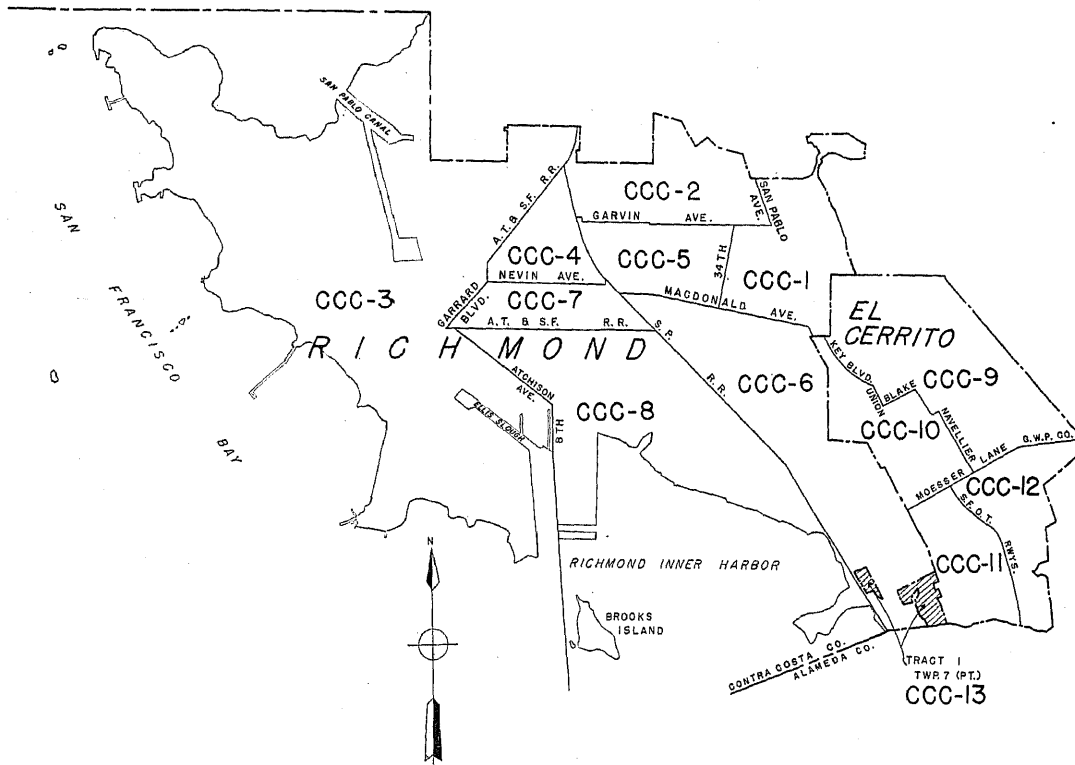 SAN PABLO CANAL
SAN
FRANCISCO
BAY
A.T. & S.F. R.R.
CCC-2
SAN PABLO
AVE.
GARVIN AVE.
CCC-4
CCC-5
34TH
CCC-1
NEVIN AVE.
CCC-3
GARRARD
BLVD.
CCC-7
MACDONALD AVE.
A.T. & S.F. R.R.
S.P.
R.R.
RICHMOND
EL
CERRITO
KEY BLVD.
UNION
BLAKE
CCC-9
NAVELLIER
ATCHISON
AVE.
CCC-6
ELLIS SLOUGH
8TH
CCC-8
CCC-10
G.W.P. CO.
MOESSER LANE
CCC-12
S.F.O.T.
RWYS.
CCC-11
N
RICHMOND INNER HARBOR
BROOKS
ISLAND
CONTRA COSTA CO.
ALAMEDA CO.
TRACT 1
TWP. 7 (PT.)
CCC-13